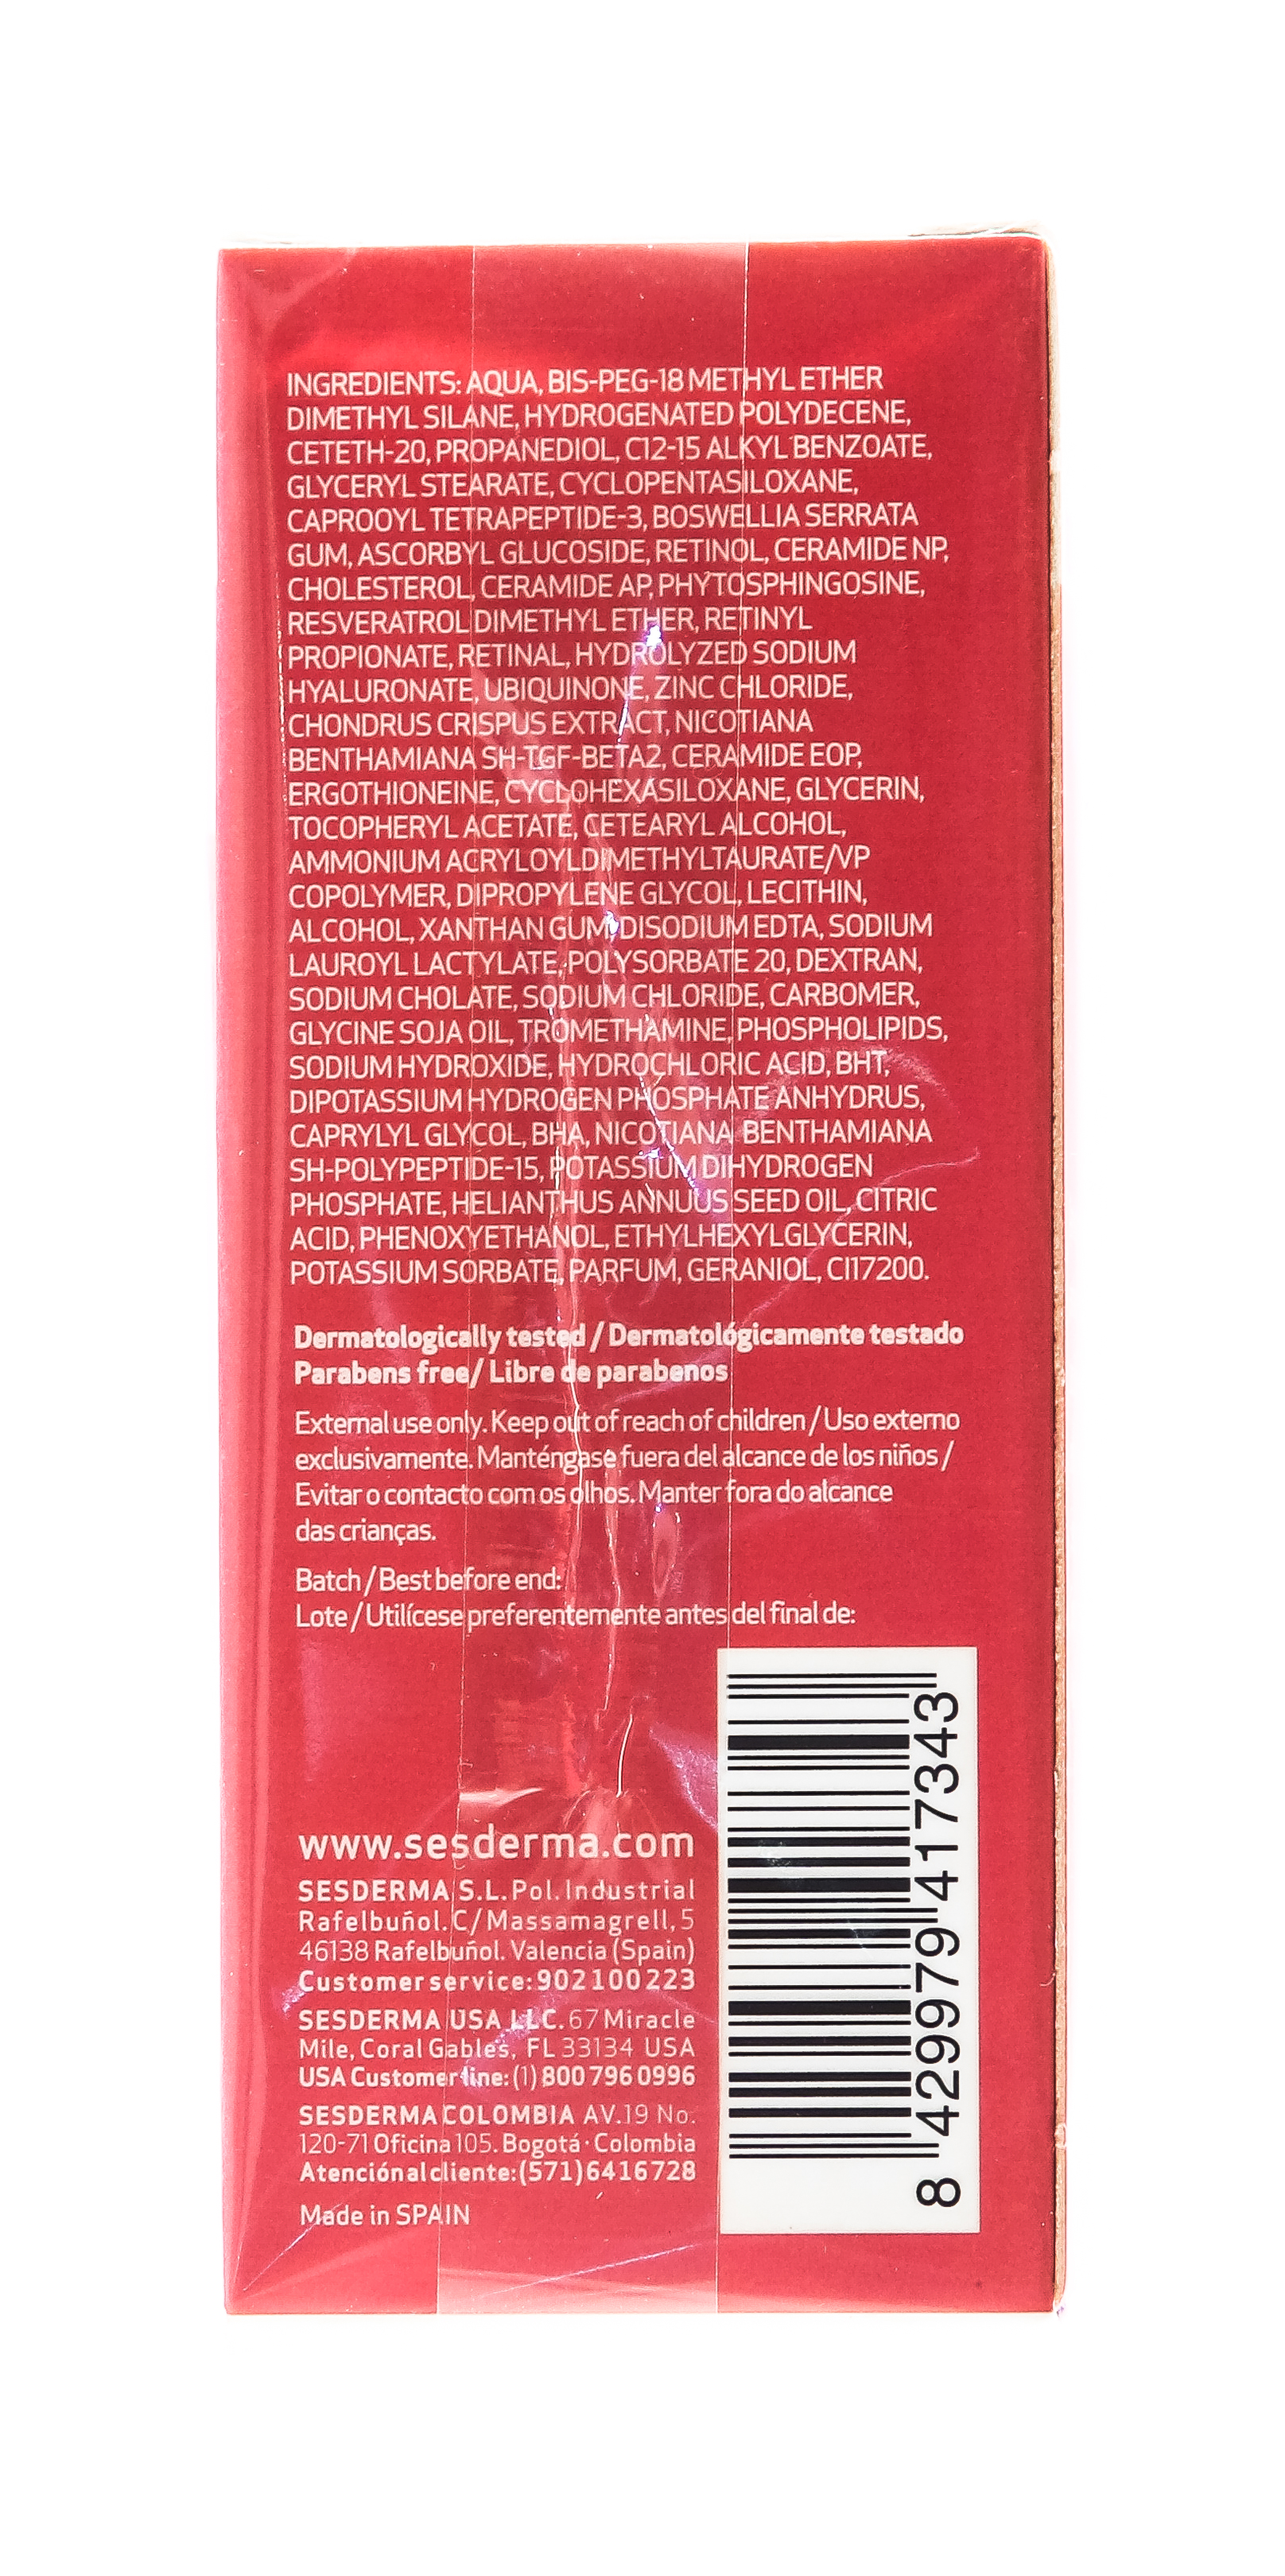 INGREDIENTS: AQUA, BIS-PEG-18 METHYL ETHER
DIMETHYL SILANE, HYDROGENATED POLYDECENE,
CETETH-20, PROPANEDIOL, C12-15 ALKYL BENZOATE,
GLYCERYL STEARATE, CYCLOPENTASILOXANE,
CAPROOYL TETRAPEPTIDE-3, BOSWELLIA SERRATA
GUM, ASCORBYL GLUCOSIDE, RETINOL, CERAMIDE NP,
CHOLESTEROL, CERAMIDE AP, PHYTOSPHINGOSINE,
RESVERATROL DIMETHYL ETHER, RETINYL
PROPIONATE, RETINAL, HYDROLYZED SODIUM
HYALURONATE, UBIQUINONE, ZINC CHLORIDE,
CHONDRUS CRISPUS EXTRACT, NICOTIANA
BENTHAMIANA SH-TGF-BETA2, CERAMIDE EOP,
ERGOTHIONEINE, CYCLOHEXASILOXANE, GLYCERIN,
TOCOPHERYL ACETATE, CETEARYL ALCOHOL,
AMMONIUM ACRYLOYLDIMETHYLTAURATE/VP
COPOLYMER, DIPROPYLENE GLYCOL, LECITHIN,
ALCOHOL, XANTHAN GUM, DISODIUM EDTA, SODIUM
LAUROYL LACTYLATE, POLYSORBATE 20, DEXTRAN,
SODIUM CHOLATE, SODIUM CHLORIDE, CARBOMER,
GLYCINE SOJA OIL, TROMETHAMINE, PHOSPHOLIPIDS,
SODIUM HYDROXIDE, HYDROCHLORIC ACID, BHT,
DIPOTASSIUM HYDROGEN PHOSPHATE ANHYDRUS,
CAPRYLYL GLYCOL, BHA, NICOTIANA BENTHAMIANA
SH-POLYPEPTIDE-15, POTASSIUM DIHYDROGEN
PHOSPHATE, HELIANTHUS ANNUUS SEED OIL, CITRIC
ACID, PHENOXYETHANOL, ETHYLHEXYLGLYCERIN,
POTASSIUM SORBATE, PARFUM, GERANIOL, CI17200.
Dermatologically tested / Dermatológicamente testado
Parabens free/ Libre de parabenos
External use only. Keep out of reach of children / Uso externo
exclusivamente. Manténgase fuera del alcance de los niños /
Evitar o contacto com os olhos. Manter fora do alcance
das crianças.
Batch / Best before end:
Lote / Utilícese preferentemente antes del final de:
www.sesderma.com
SESDERMA S.L. Pol. Industrial
Rafelbuñol. C/ Massamagrell, 5
46138 Rafelbuñol. Valencia (Spain)
Customer service: 902 100 223
SESDERMA USA LLC. 67 Miracle
Mile, Coral Gables, FL 33134 USA
USA Customer line: (1) 800 796 0996
SESDERMA COLOMBIA AV.19 No.
120-71 Oficina 105. Bogotá · Colombia
Atención al cliente: (571) 6416728
Made in SPAIN
8 429979 417343